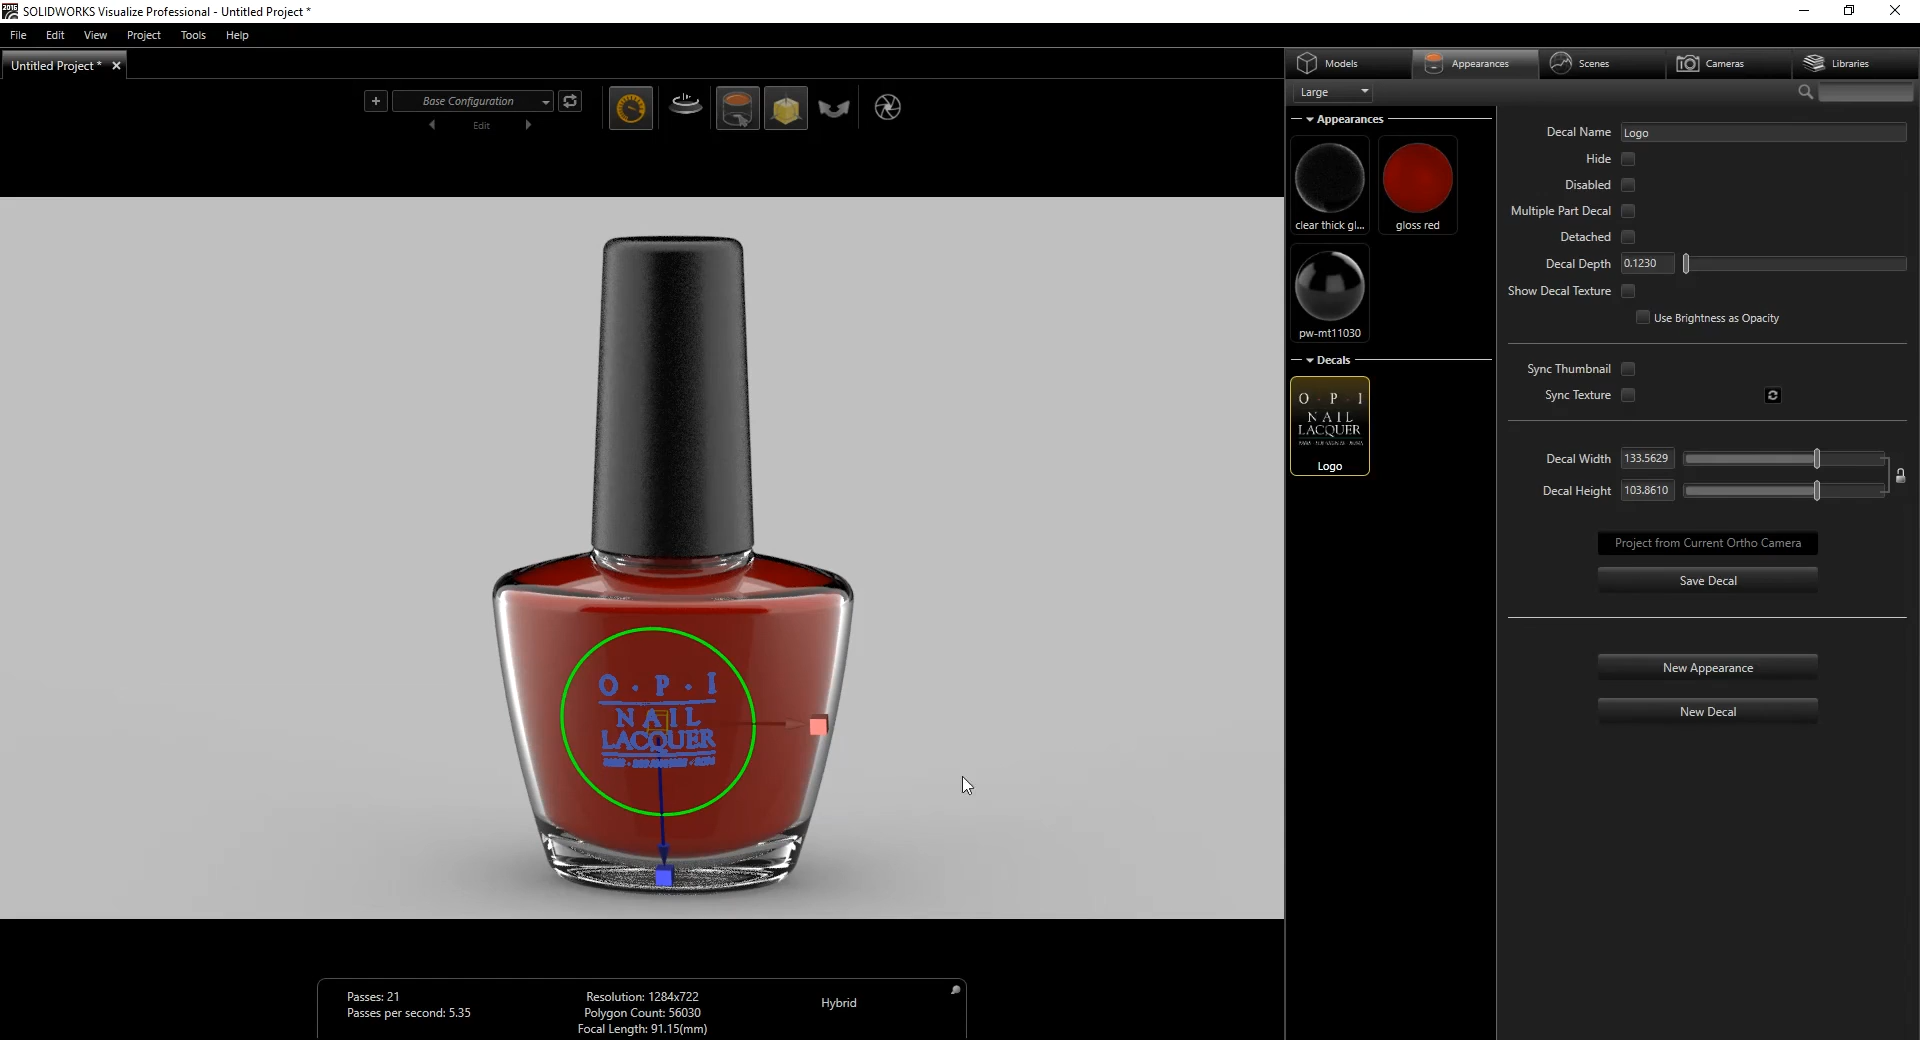 SOLIDWORKS Visualize Professional - Untitled Project *
File Edit View Project Tools Help
Untitled Project *
Models Appearances Scenes Cameras Libraries
Base Configuration
Edit
Large
Appearances
clear thick gl...
gloss red
pw-mt11030
Decals
O · P · I
NAIL
LACQUER
Logo
Decal Name Logo
Hide
Disabled
Multiple Part Decal
Detached
Decal Depth 0.1230
Show Decal Texture
Use Brightness as Opacity
Sync Thumbnail
Sync Texture
Decal Width 133.5629
Decal Height 103.8610
Project from Current Ortho Camera
Save Decal
New Appearance
New Decal
O · P · I
NAIL
LACQUER
Passes: 21
Passes per second: 5.35
Resolution: 1284x722
Polygon Count: 56030
Focal Length: 91.15(mm)
Hybrid